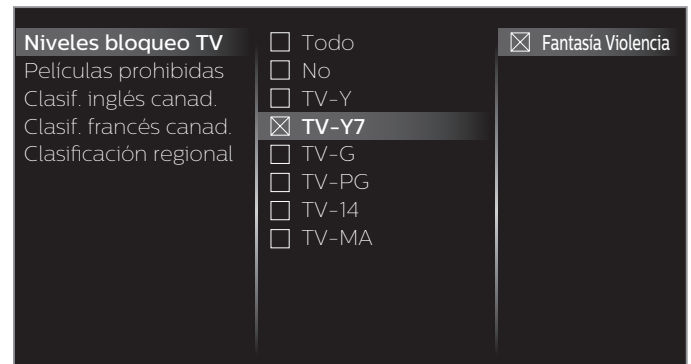 Niveles bloqueo TV
Películas prohibidas
Clasif. inglés canad.
Clasif. francés canad.
Clasificación regional
Todo
No
TV-Y
TV-Y7
TV-G
TV-PG
TV-14
TV-MA
Fantasía Violencia